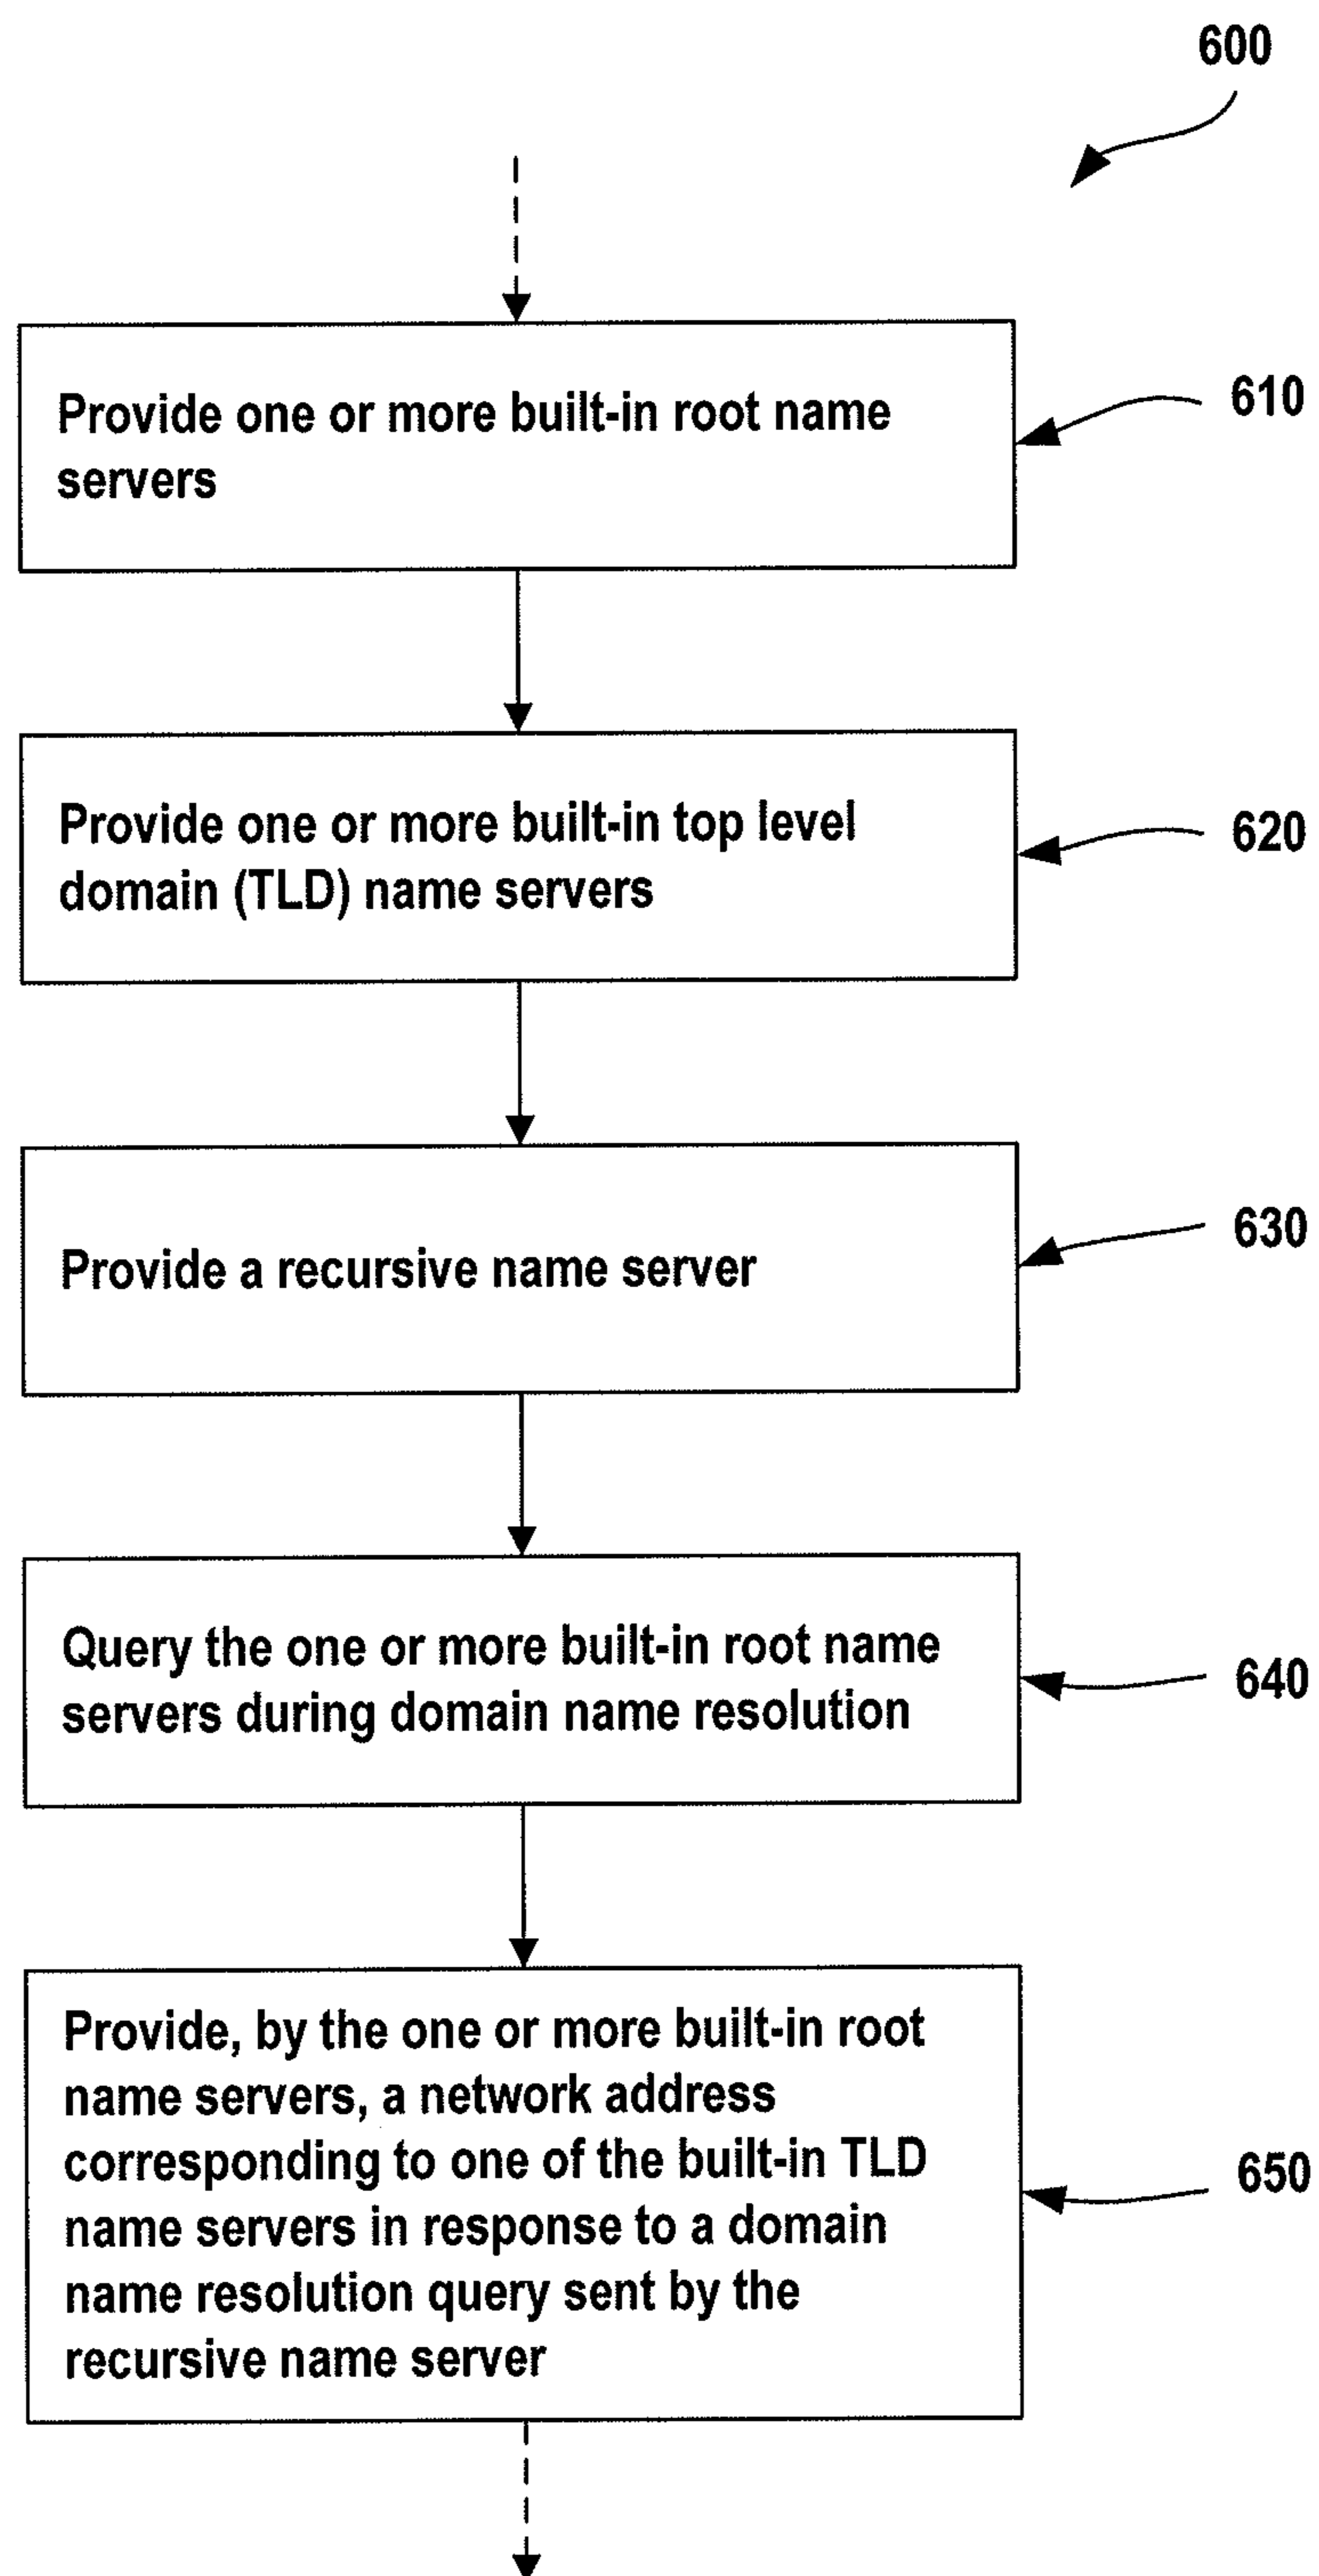 600
Provide one or more built-in root name
servers
610
Provide one or more built-in top level
domain (TLD) name servers
620
Provide a recursive name server
630
Query the one or more built-in root name
servers during domain name resolution
640
Provide, by the one or more built-in root
name servers, a network address
corresponding to one of the built-in TLD
name servers in response to a domain
name resolution query sent by the
recursive name server
650